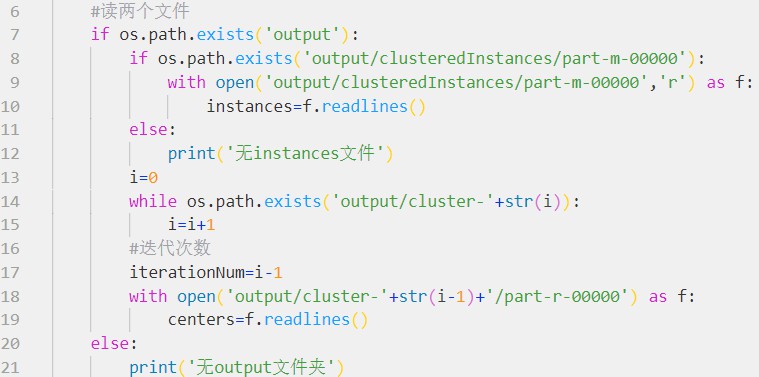 6 #读两个文件
7 if os.path.exists('output'):
8 if os.path.exists('output/clusteredInstances/part-m-00000'):
9 with open('output/clusteredInstances/part-m-00000','r') as f:
10 instances=f.readlines()
11 else:
12 print('无instances文件')
13 i=0
14 while os.path.exists('output/cluster-'+str(i)):
15 i=i+1
16 #迭代次数
17 iterationNum=i-1
18 with open('output/cluster-'+str(i-1)+'/part-r-00000') as f:
19 centers=f.readlines()
20 else:
21 print('无output文件夹')